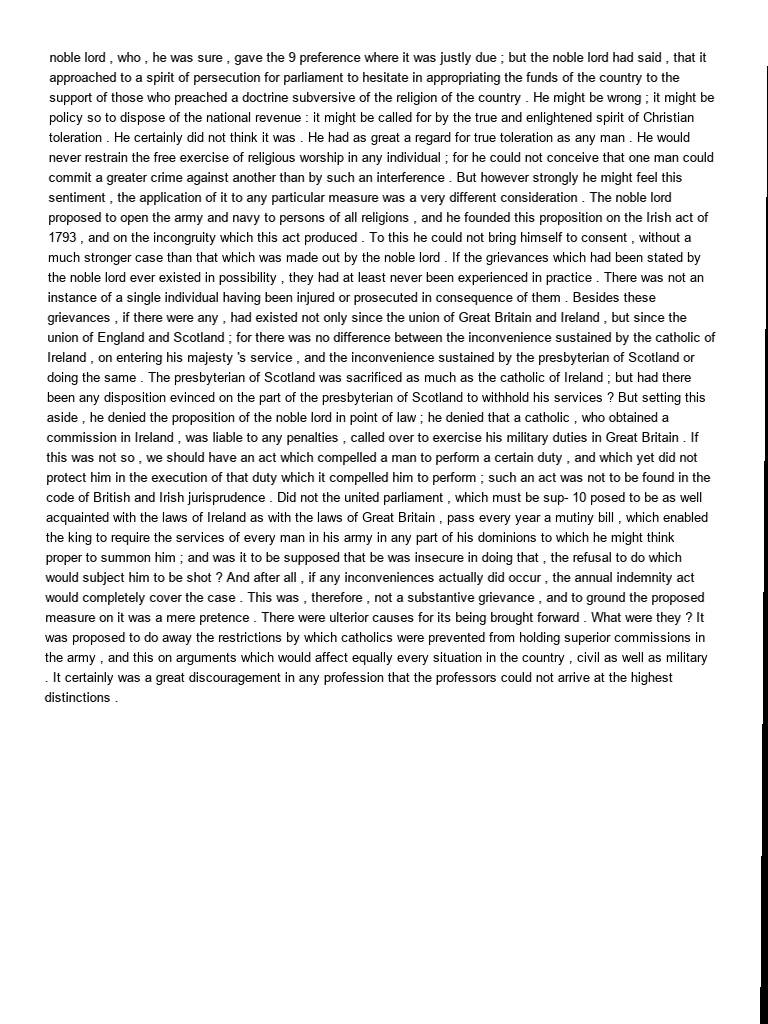 noble lord , who , he was sure , gave the 9 preference where it was justly due ; but the noble lord had said , that it
approached to a spirit of persecution for parliament to hesitate in appropriating the funds of the country to the
support of those who preached a doctrine subversive of the religion of the country . He might be wrong ; it might be
policy so to dispose of the national revenue : it might be called for by the true and enlightened spirit of Christian
toleration . He certainly did not think it was . He had as great a regard for true toleration as any man . He would
never restrain the free exercise of religious worship in any individual ; for he could not conceive that one man could
commit a greater crime against another than by such an interference . But however strongly he might feel this
sentiment , the application of it to any particular measure was a very different consideration . The noble lord
proposed to open the army and navy to persons of all religions , and he founded this proposition on the Irish act of
1793 , and on the incongruity which this act produced . To this he could not bring himself to consent , without a
much stronger case than that which was made out by the noble lord . If the grievances which had been stated by
the noble lord ever existed in possibility , they had at least never been experienced in practice . There was not an
instance of a single individual having been injured or prosecuted in consequence of them . Besides these
grievances , if there were any , had existed not only since the union of Great Britain and Ireland , but since the
union of England and Scotland ; for there was no difference between the inconvenience sustained by the catholic of
Ireland , on entering his majesty 's service , and the inconvenience sustained by the presbyterian of Scotland or
doing the same . The presbyterian of Scotland was sacrificed as much as the catholic of Ireland ; but had there
been any disposition evinced on the part of the presbyterian of Scotland to withhold his services ? But setting this
aside , he denied the proposition of the noble lord in point of law ; he denied that a catholic , who obtained a
commission in Ireland , was liable to any penalties , called over to exercise his military duties in Great Britain . If
this was not so , we should have an act which compelled a man to perform a certain duty , and which yet did not
protect him in the execution of that duty which it compelled him to perform ; such an act was not to be found in the
code of British and Irish jurisprudence . Did not the united parliament , which must be sup- 10 posed to be as well
acquainted with the laws of Ireland as with the laws of Great Britain , pass every year a mutiny bill , which enabled
the king to require the services of every man in his army in any part of his dominions to which he might think
proper to summon him ; and was it to be supposed that be was insecure in doing that , the refusal to do which
would subject him to be shot ? And after all , if any inconveniences actually did occur , the annual indemnity act
would completely cover the case . This was , therefore , not a substantive grievance , and to ground the proposed
measure on it was a mere pretence . There were ulterior causes for its being brought forward . What were they ? It
was proposed to do away the restrictions by which catholics were prevented from holding superior commissions in
the army , and this on arguments which would affect equally every situation in the country , civil as well as military
. It certainly was a great discouragement in any profession that the professors could not arrive at the highest
distinctions .